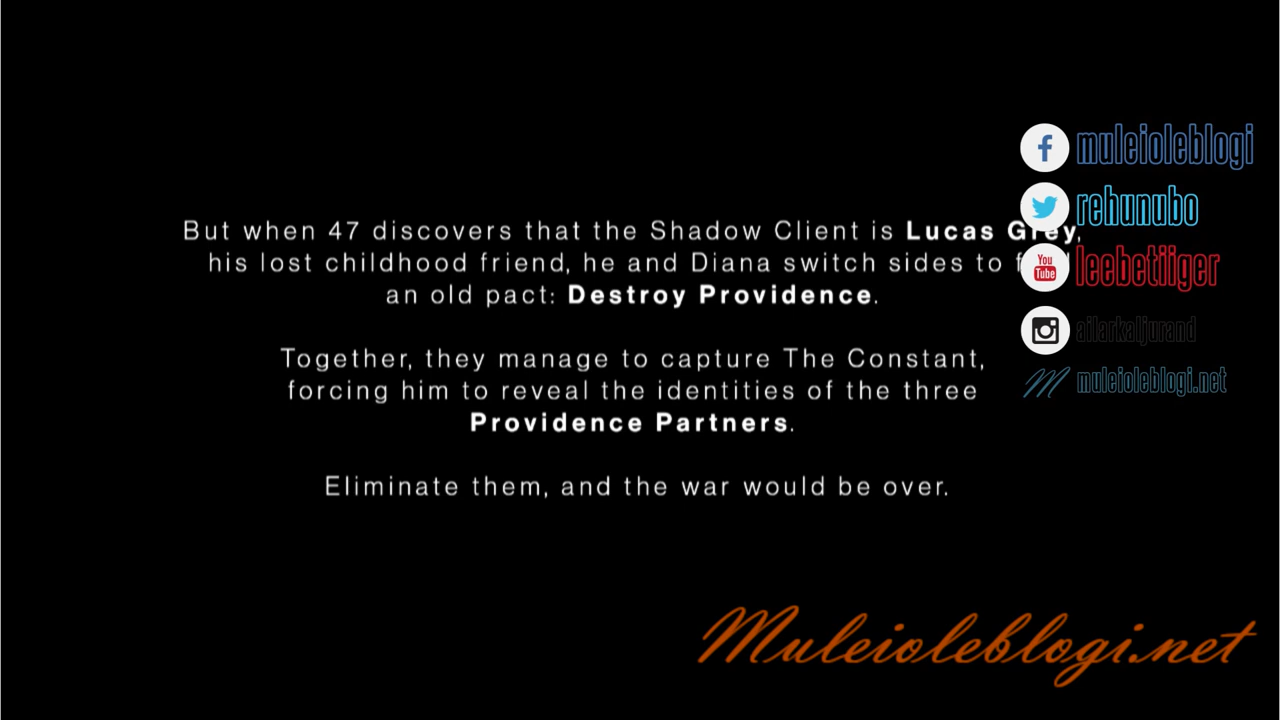 But when 47 discovers that the Shadow Client is Lucas Grey,
his lost childhood friend, he and Diana switch sides to
an old pact: Destroy Providence.
Together, they manage to capture The Constant,
forcing him to reveal the identities of the three
Providence Partners.
Eliminate them, and the war would be over.
muleioleblogi
rehunubo
You
Tube
leebetiiger
ailarkaljurand
muleioleblogi.net
Muleioleblogi.net